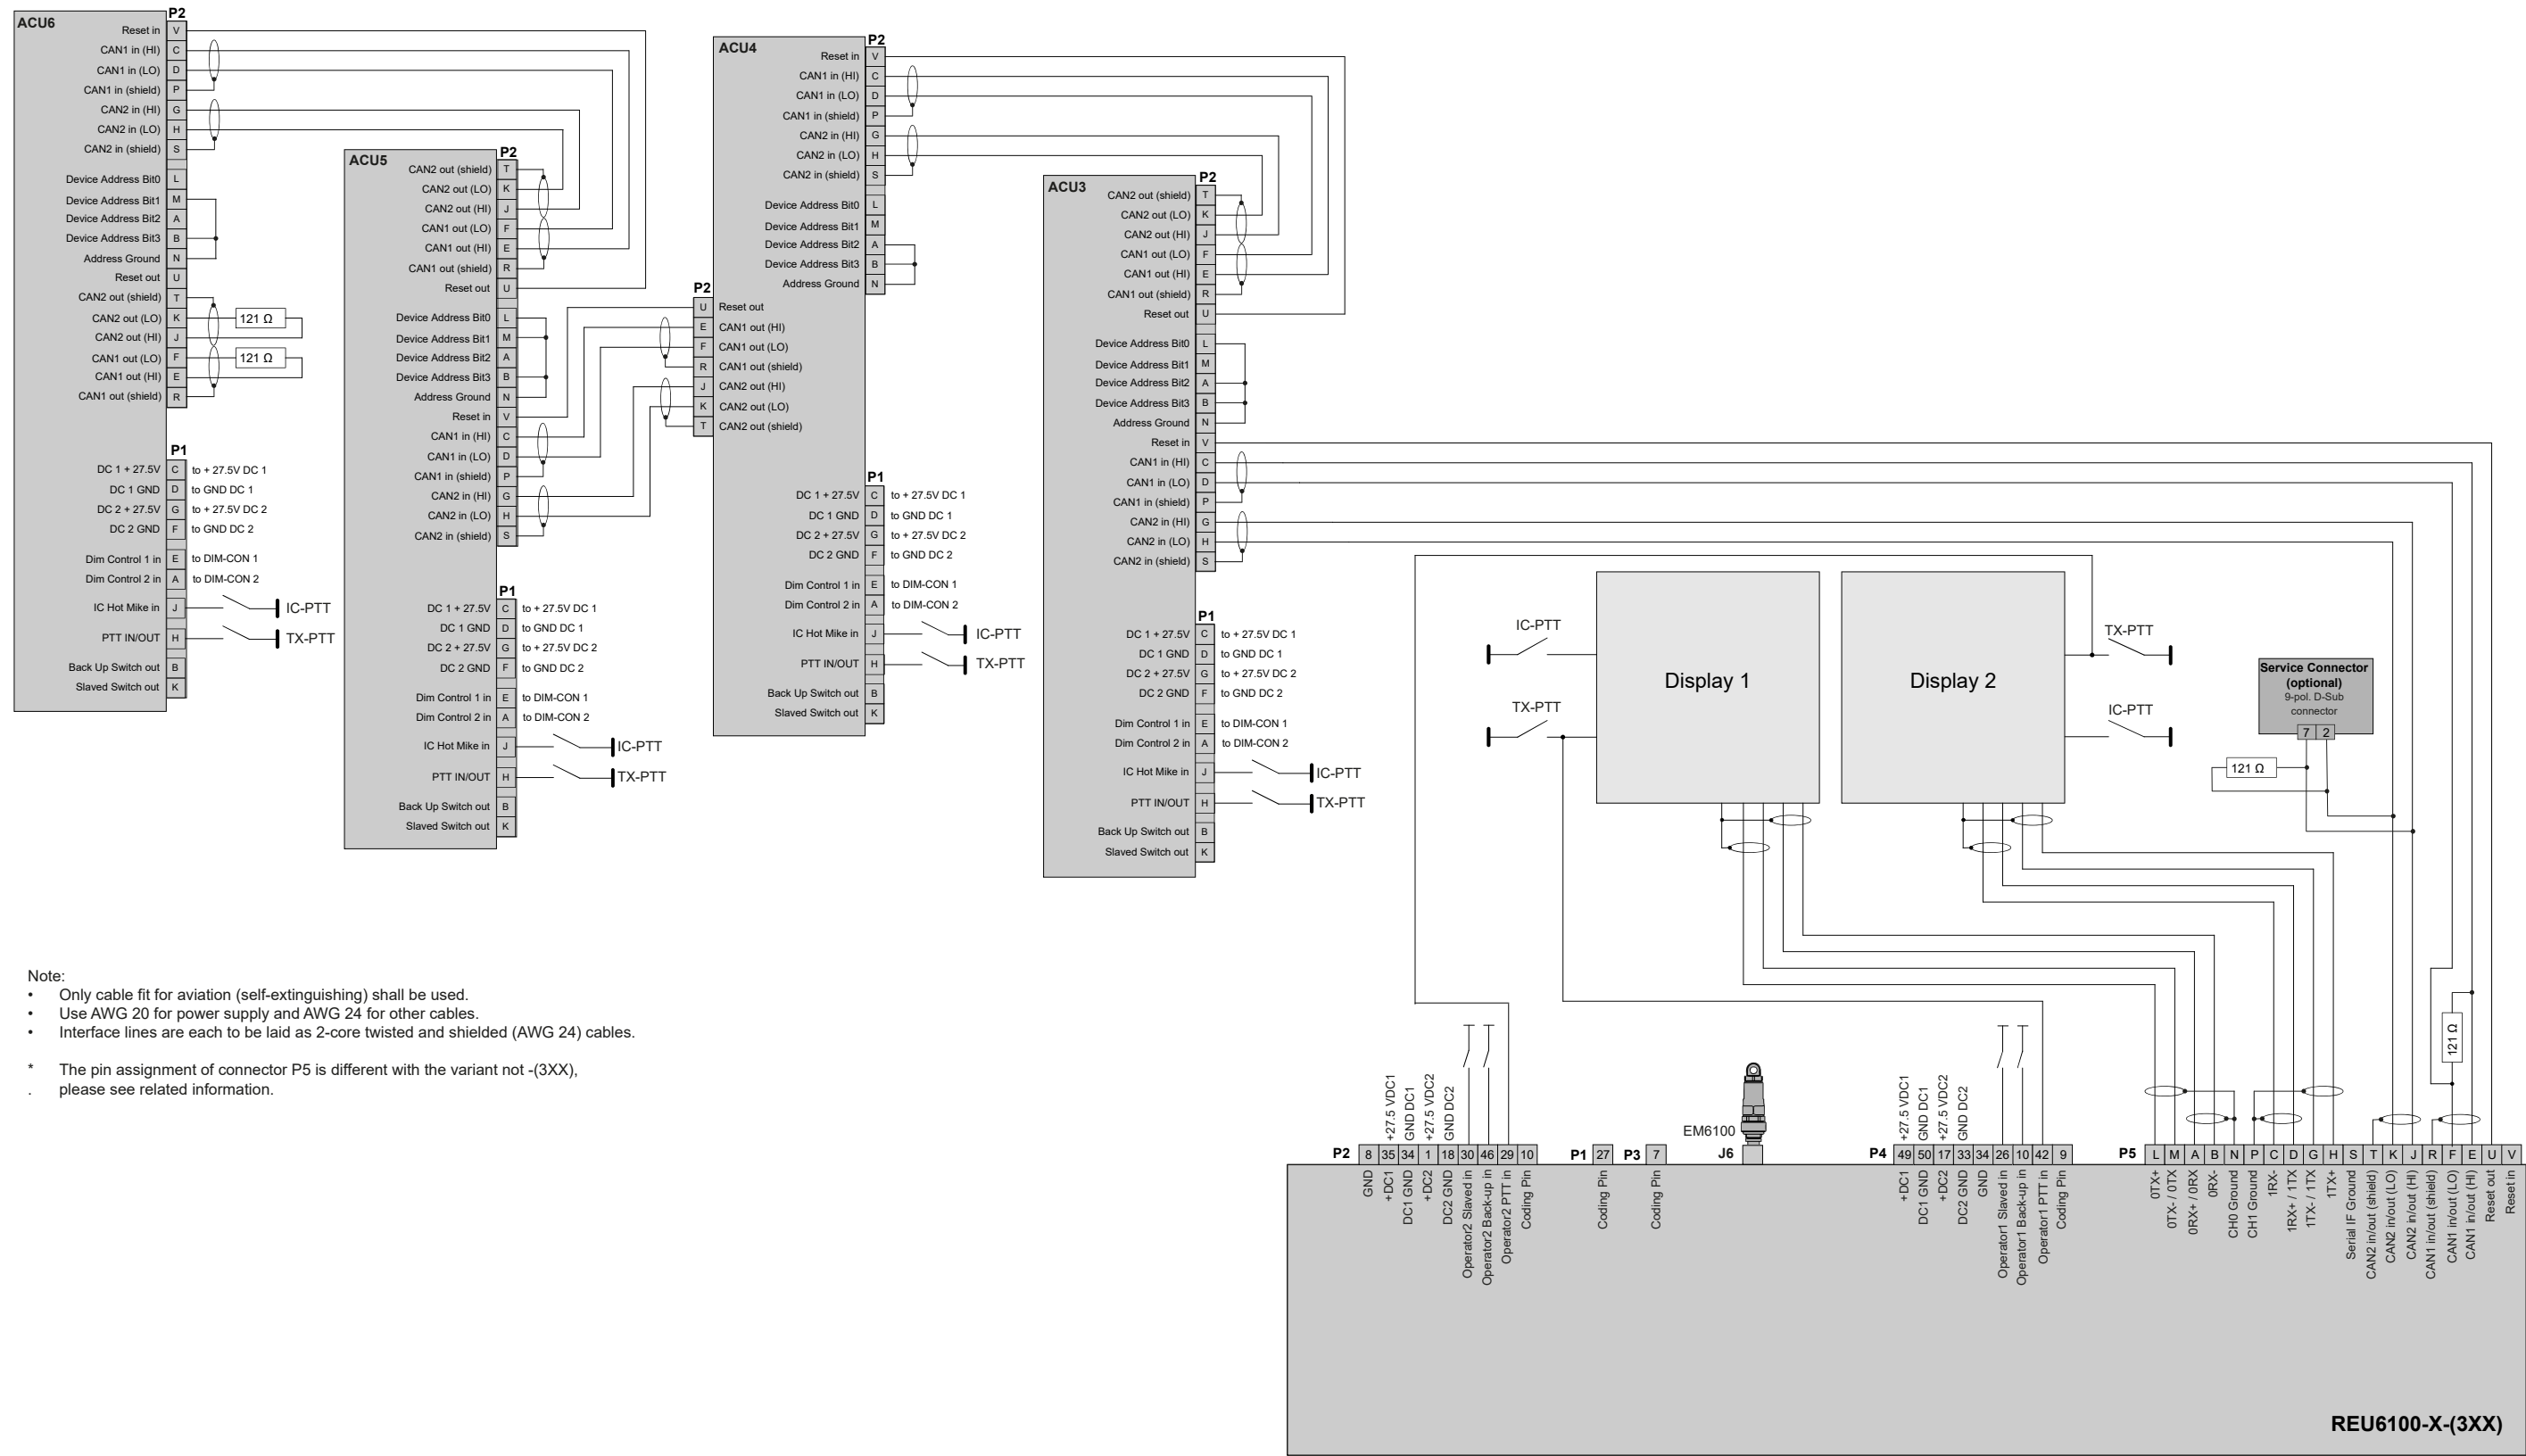 ACU6
P2
Reset in V
CAN1 in (HI) C
CAN1 in (LO) D
CAN1 in (shield) P
CAN2 in (HI) G
CAN2 in (LO) H
CAN2 in (shield) S
Device Address Bit0 L
Device Address Bit1 M
Device Address Bit2 A
Device Address Bit3 B
Address Ground N
Reset out U
CAN2 out (shield) T
CAN2 out (LO) K 121 Ω
CAN2 out (HI) J
CAN1 out (LO) F 121 Ω
CAN1 out (HI) E
CAN1 out (shield) R
P1
DC 1 + 27.5V C to + 27.5V DC 1
DC 1 GND D to GND DC 1
DC 2 + 27.5V G to + 27.5V DC 2
DC 2 GND F to GND DC 2
Dim Control 1 in E to DIM-CON 1
Dim Control 2 in A to DIM-CON 2
IC Hot Mike in J IC-PTT
PTT IN/OUT H TX-PTT
Back Up Switch out B
Slaved Switch out K
ACU5
P2
CAN2 out (shield) T
CAN2 out (LO) K
CAN2 out (HI) J
CAN1 out (LO) F
CAN1 out (HI) E
CAN1 out (shield) R
Reset out U
Device Address Bit0 L
Device Address Bit1 M
Device Address Bit2 A
Device Address Bit3 B
Address Ground N
Reset in V
CAN1 in (HI) C
CAN1 in (LO) D
CAN1 in (shield) P
CAN2 in (HI) G
CAN2 in (LO) H
CAN2 in (shield) S
P1
DC 1 + 27.5V C to + 27.5V DC 1
DC 1 GND D to GND DC 1
DC 2 + 27.5V G to + 27.5V DC 2
DC 2 GND F to GND DC 2
Dim Control 1 in E to DIM-CON 1
Dim Control 2 in A to DIM-CON 2
IC Hot Mike in J IC-PTT
PTT IN/OUT H TX-PTT
Back Up Switch out B
Slaved Switch out K
ACU4
P2
Reset in V
CAN1 in (HI) C
CAN1 in (LO) D
CAN1 in (shield) P
CAN2 in (HI) G
CAN2 in (LO) H
CAN2 in (shield) S
Device Address Bit0 L
Device Address Bit1 M
Device Address Bit2 A
Device Address Bit3 B
Address Ground N
P2
U Reset out
E CAN1 out (HI)
F CAN1 out (LO)
R CAN1 out (shield)
J CAN2 out (HI)
K CAN2 out (LO)
T CAN2 out (shield)
P1
DC 1 + 27.5V C to + 27.5V DC 1
DC 1 GND D to GND DC 1
DC 2 + 27.5V G to + 27.5V DC 2
DC 2 GND F to GND DC 2
Dim Control 1 in E to DIM-CON 1
Dim Control 2 in A to DIM-CON 2
IC Hot Mike in J IC-PTT
PTT IN/OUT H TX-PTT
Back Up Switch out B
Slaved Switch out K
ACU3
P2
CAN2 out (shield) T
CAN2 out (LO) K
CAN2 out (HI) J
CAN1 out (LO) F
CAN1 out (HI) E
CAN1 out (shield) R
Reset out U
Device Address Bit0 L
Device Address Bit1 M
Device Address Bit2 A
Device Address Bit3 B
Address Ground N
Reset in V
CAN1 in (HI) C
CAN1 in (LO) D
CAN1 in (shield) P
CAN2 in (HI) G
CAN2 in (LO) H
CAN2 in (shield) S
P1
DC 1 + 27.5V C to + 27.5V DC 1
DC 1 GND D to GND DC 1
DC 2 + 27.5V G to + 27.5V DC 2
DC 2 GND F to GND DC 2
Dim Control 1 in E to DIM-CON 1
Dim Control 2 in A to DIM-CON 2
IC Hot Mike in J IC-PTT
PTT IN/OUT H TX-PTT
Back Up Switch out B
Slaved Switch out K
IC-PTT
TX-PTT
Display 1
Display 2
TX-PTT
IC-PTT
Service Connector
(optional)
9-pol. D-Sub
connector
7 2
121 Ω
121 Ω
Note:
• Only cable fit for aviation (self-extinguishing) shall be used.
• Use AWG 20 for power supply and AWG 24 for other cables.
• Interface lines are each to be laid as 2-core twisted and shielded (AWG 24) cables.
* The pin assignment of connector P5 is different with the variant not -(3XX),
. please see related information.
+27.5 VDC1
GND DC1
+27.5 VDC2
GND DC2
P2 8 35 34 1 18 30 46 29 10
GND
+DC1
DC1 GND
+DC2
DC2 GND
Operator2 Slaved in
Operator2 Back-up in
Operator2 PTT in
Coding Pin
P1 27
Coding Pin
P3 7
Coding Pin
EM6100
J6
+27.5 VDC1
GND DC1
+27.5 VDC2
GND DC2
P4 49 50 17 33 34 26 10 42 9
+DC1
DC1 GND
+DC2
DC2 GND
GND
Operator1 Slaved in
Operator1 Back-up in
Operator1 PTT in
Coding Pin
P5 L M A B N P C D G H S T K J R F E U V
0TX+
0TX- / 0TX
0RX+ / 0RX
0RX-
CH0 Ground
CH1 Ground
1RX-
1RX+ / 1TX
1TX- / 1TX
1TX+
Serial IF Ground
CAN2 in/out (shield)
CAN2 in/out (LO)
CAN2 in/out (HI)
CAN1 in/out (shield)
CAN1 in/out (LO)
CAN1 in/out (HI)
Reset out
Reset in
REU6100-X-(3XX)